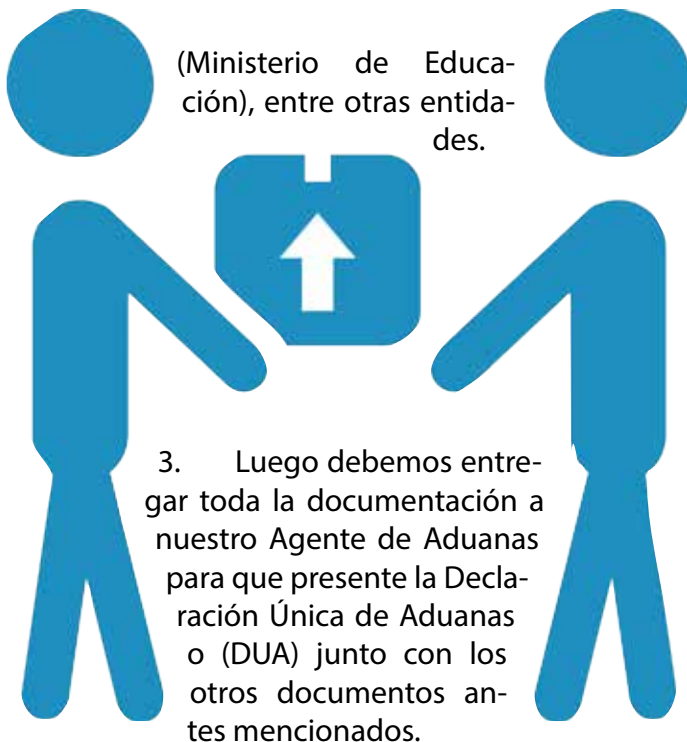 (Ministerio de Educa-
ción), entre otras entida-
des.
3. Luego debemos entre-
gar toda la documentación a
nuestro Agente de Aduanas
para que presente la Decla-
ración Única de Aduanas
o (DUA) junto con los
otros documentos an-
tes mencionados.